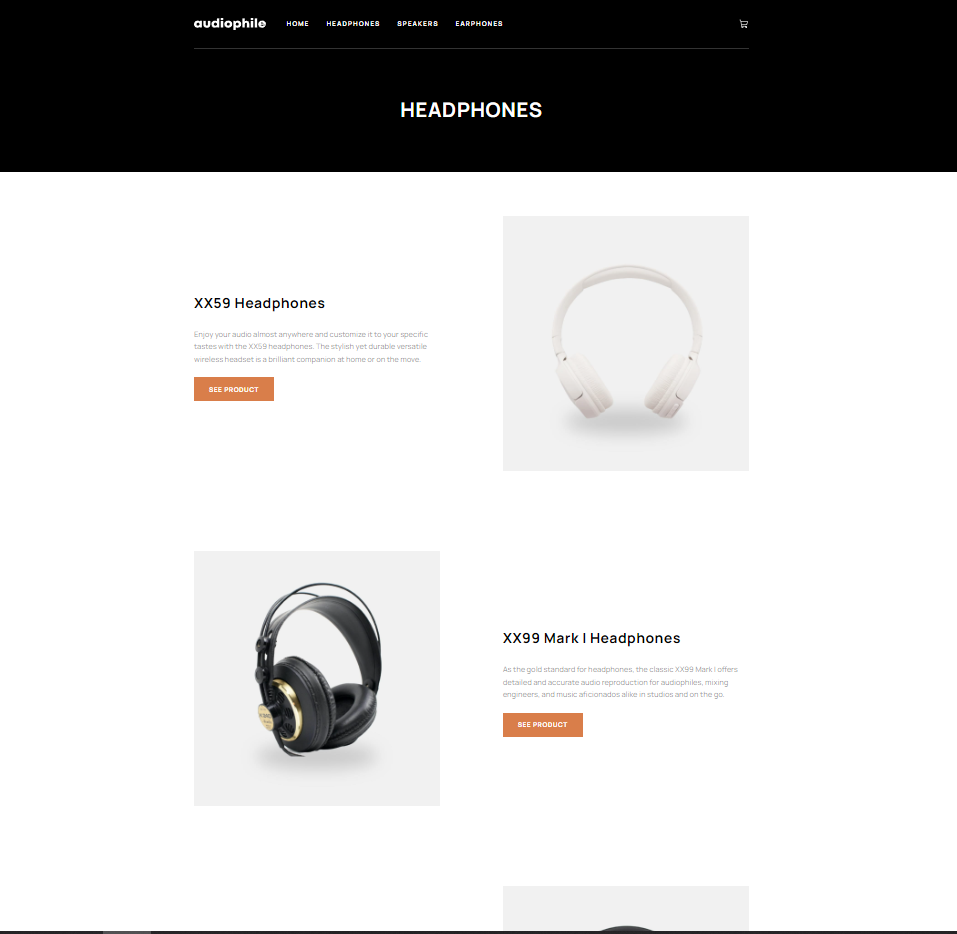 audiophile HOME HEADPHONES SPEAKERS EARPHONES
HEADPHONES
XX59 Headphones
Enjoy your audio almost anywhere and customize it to your specific
tastes with the XX59 headphones. The stylish yet durable versatile
wireless headset is a brilliant companion at home or on the move.
SEE PRODUCT
XX99 Mark I Headphones
As the gold standard for headphones, the classic XX99 Mark I offers
detailed and accurate audio reproduction for audiophiles, mixing
engineers, and music aficionados alike in studios and on the go.
SEE PRODUCT